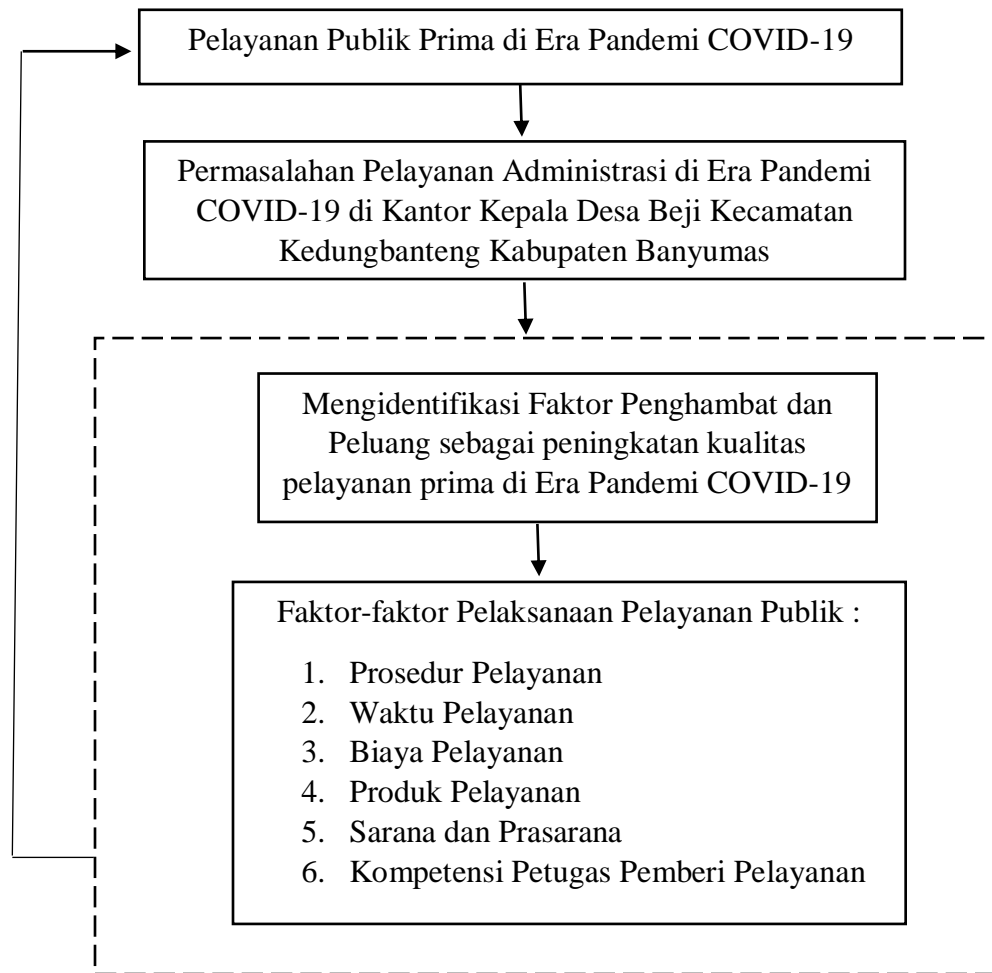 Pelayanan Publik Prima di Era Pandemi COVID-19
Permasalahan Pelayanan Administrasi di Era Pandemi
COVID-19 di Kantor Kepala Desa Beji Kecamatan
Kedungbanteng Kabupaten Banyumas
Mengidentifikasi Faktor Penghambat dan
Peluang sebagai peningkatan kualitas
pelayanan prima di Era Pandemi COVID-19
Faktor-faktor Pelaksanaan Pelayanan Publik :
1. Prosedur Pelayanan
2. Waktu Pelayanan
3. Biaya Pelayanan
4. Produk Pelayanan
5. Sarana dan Prasarana
6. Kompetensi Petugas Pemberi Pelayanan